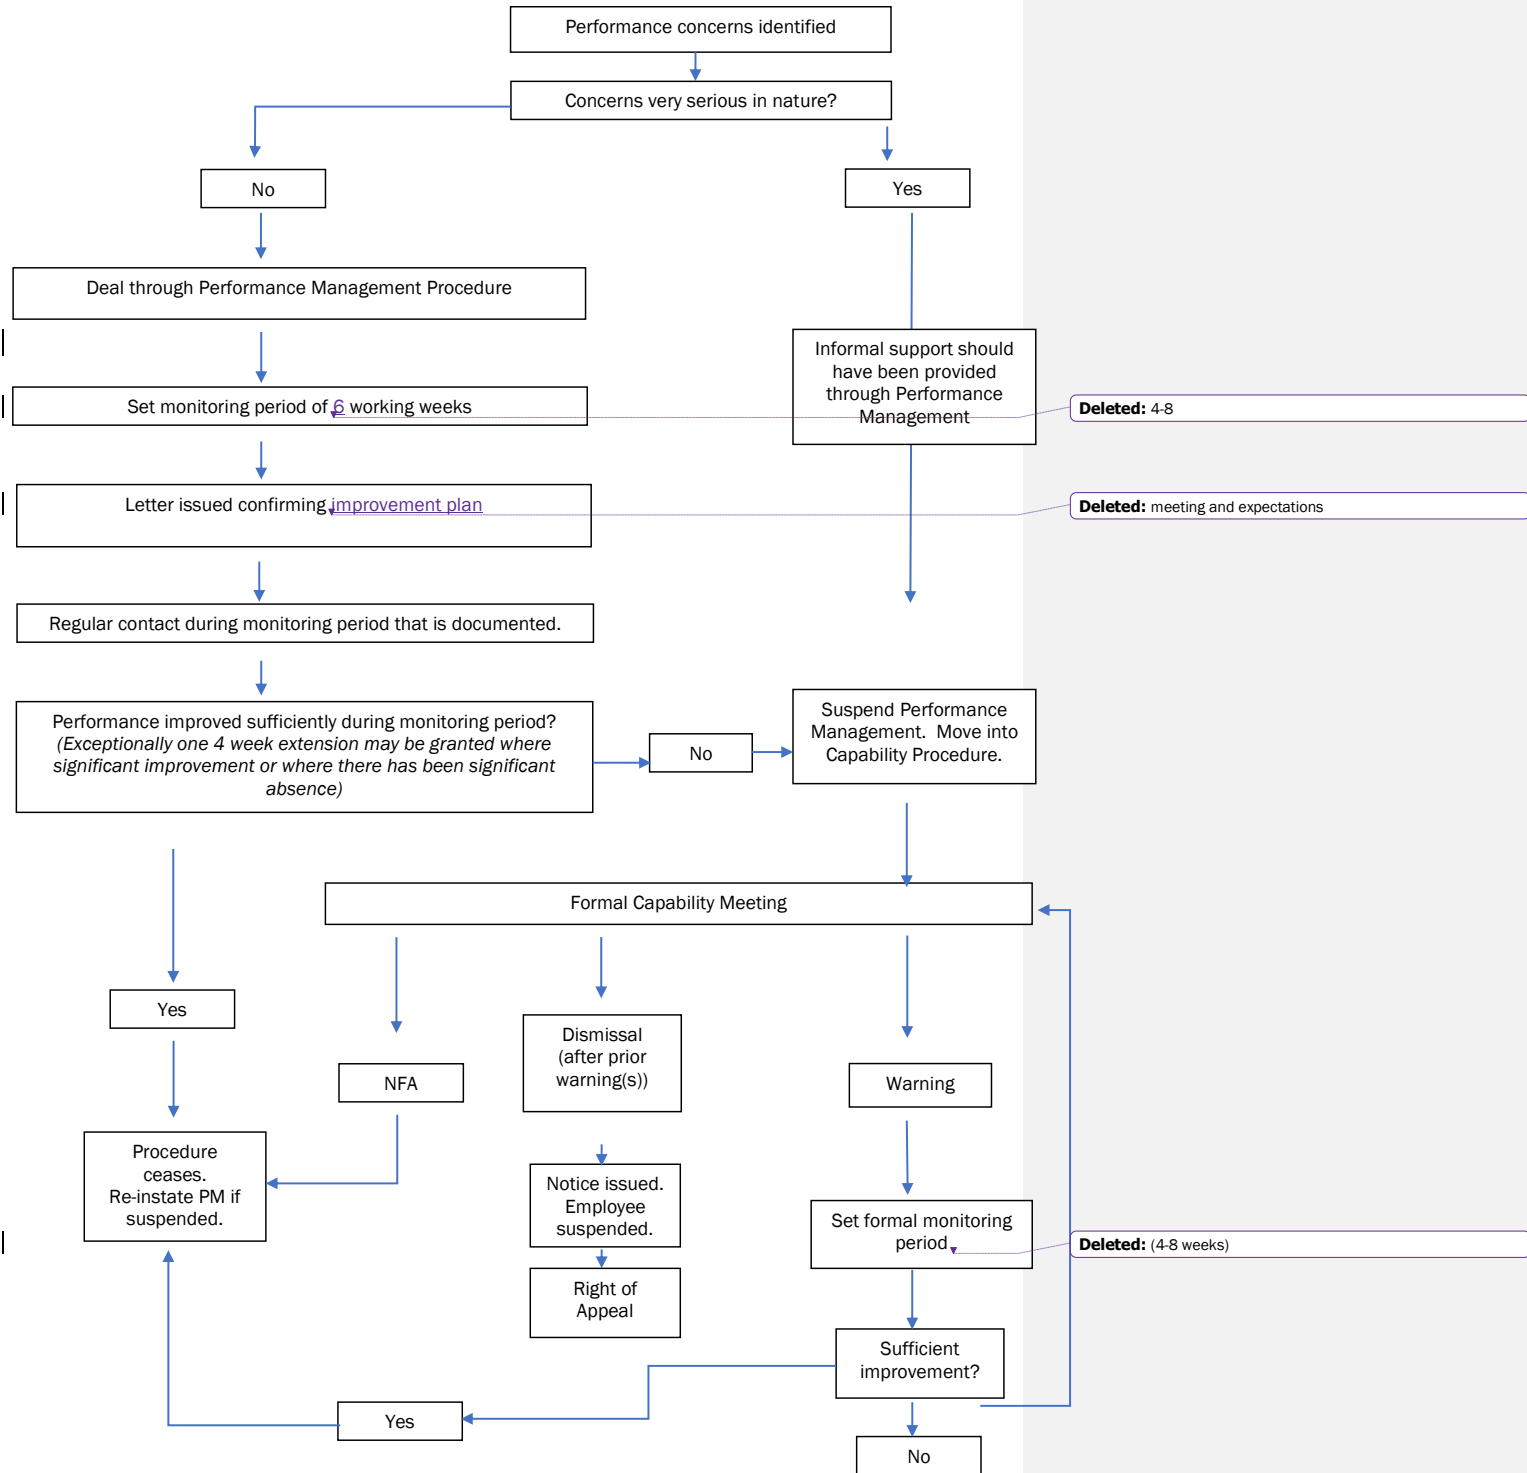 Performance concerns identified
Concerns very serious in nature?
No
Yes
Deal through Performance Management Procedure
Informal support should
have been provided
through Performance
Management
Set monitoring period of 6 working weeks
Deleted: 4-8
Letter issued confirming improvement plan
Deleted: meeting and expectations
Regular contact during monitoring period that is documented.
Performance improved sufficiently during monitoring period?
(Exceptionally one 4 week extension may be granted where
significant improvement or where there has been significant
absence)
No
Suspend Performance
Management. Move into
Capability Procedure.
Formal Capability Meeting
Yes
NFA
Dismissal
(after prior
warning(s))
Warning
Procedure
ceases.
Re-instate PM if
suspended.
Notice issued.
Employee
suspended.
Set formal monitoring
period
Deleted: (4-8 weeks)
Right of
Appeal
Sufficient
improvement?
Yes
No